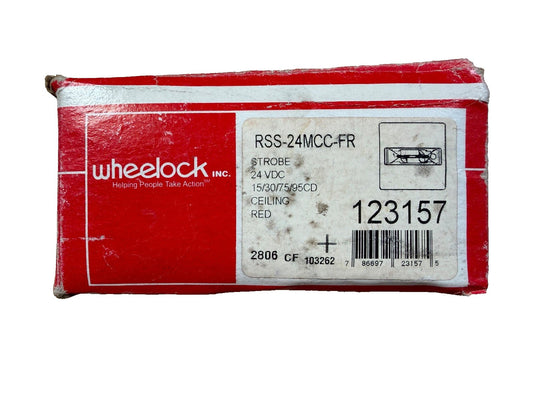 wheelock INC.
Helping People Take Action
RSS-24MCC-FR
STROBE
24 VDC
15/30/75/95CD
CEILING
RED
123157
2806 CF 103262
7 86697 23157 5